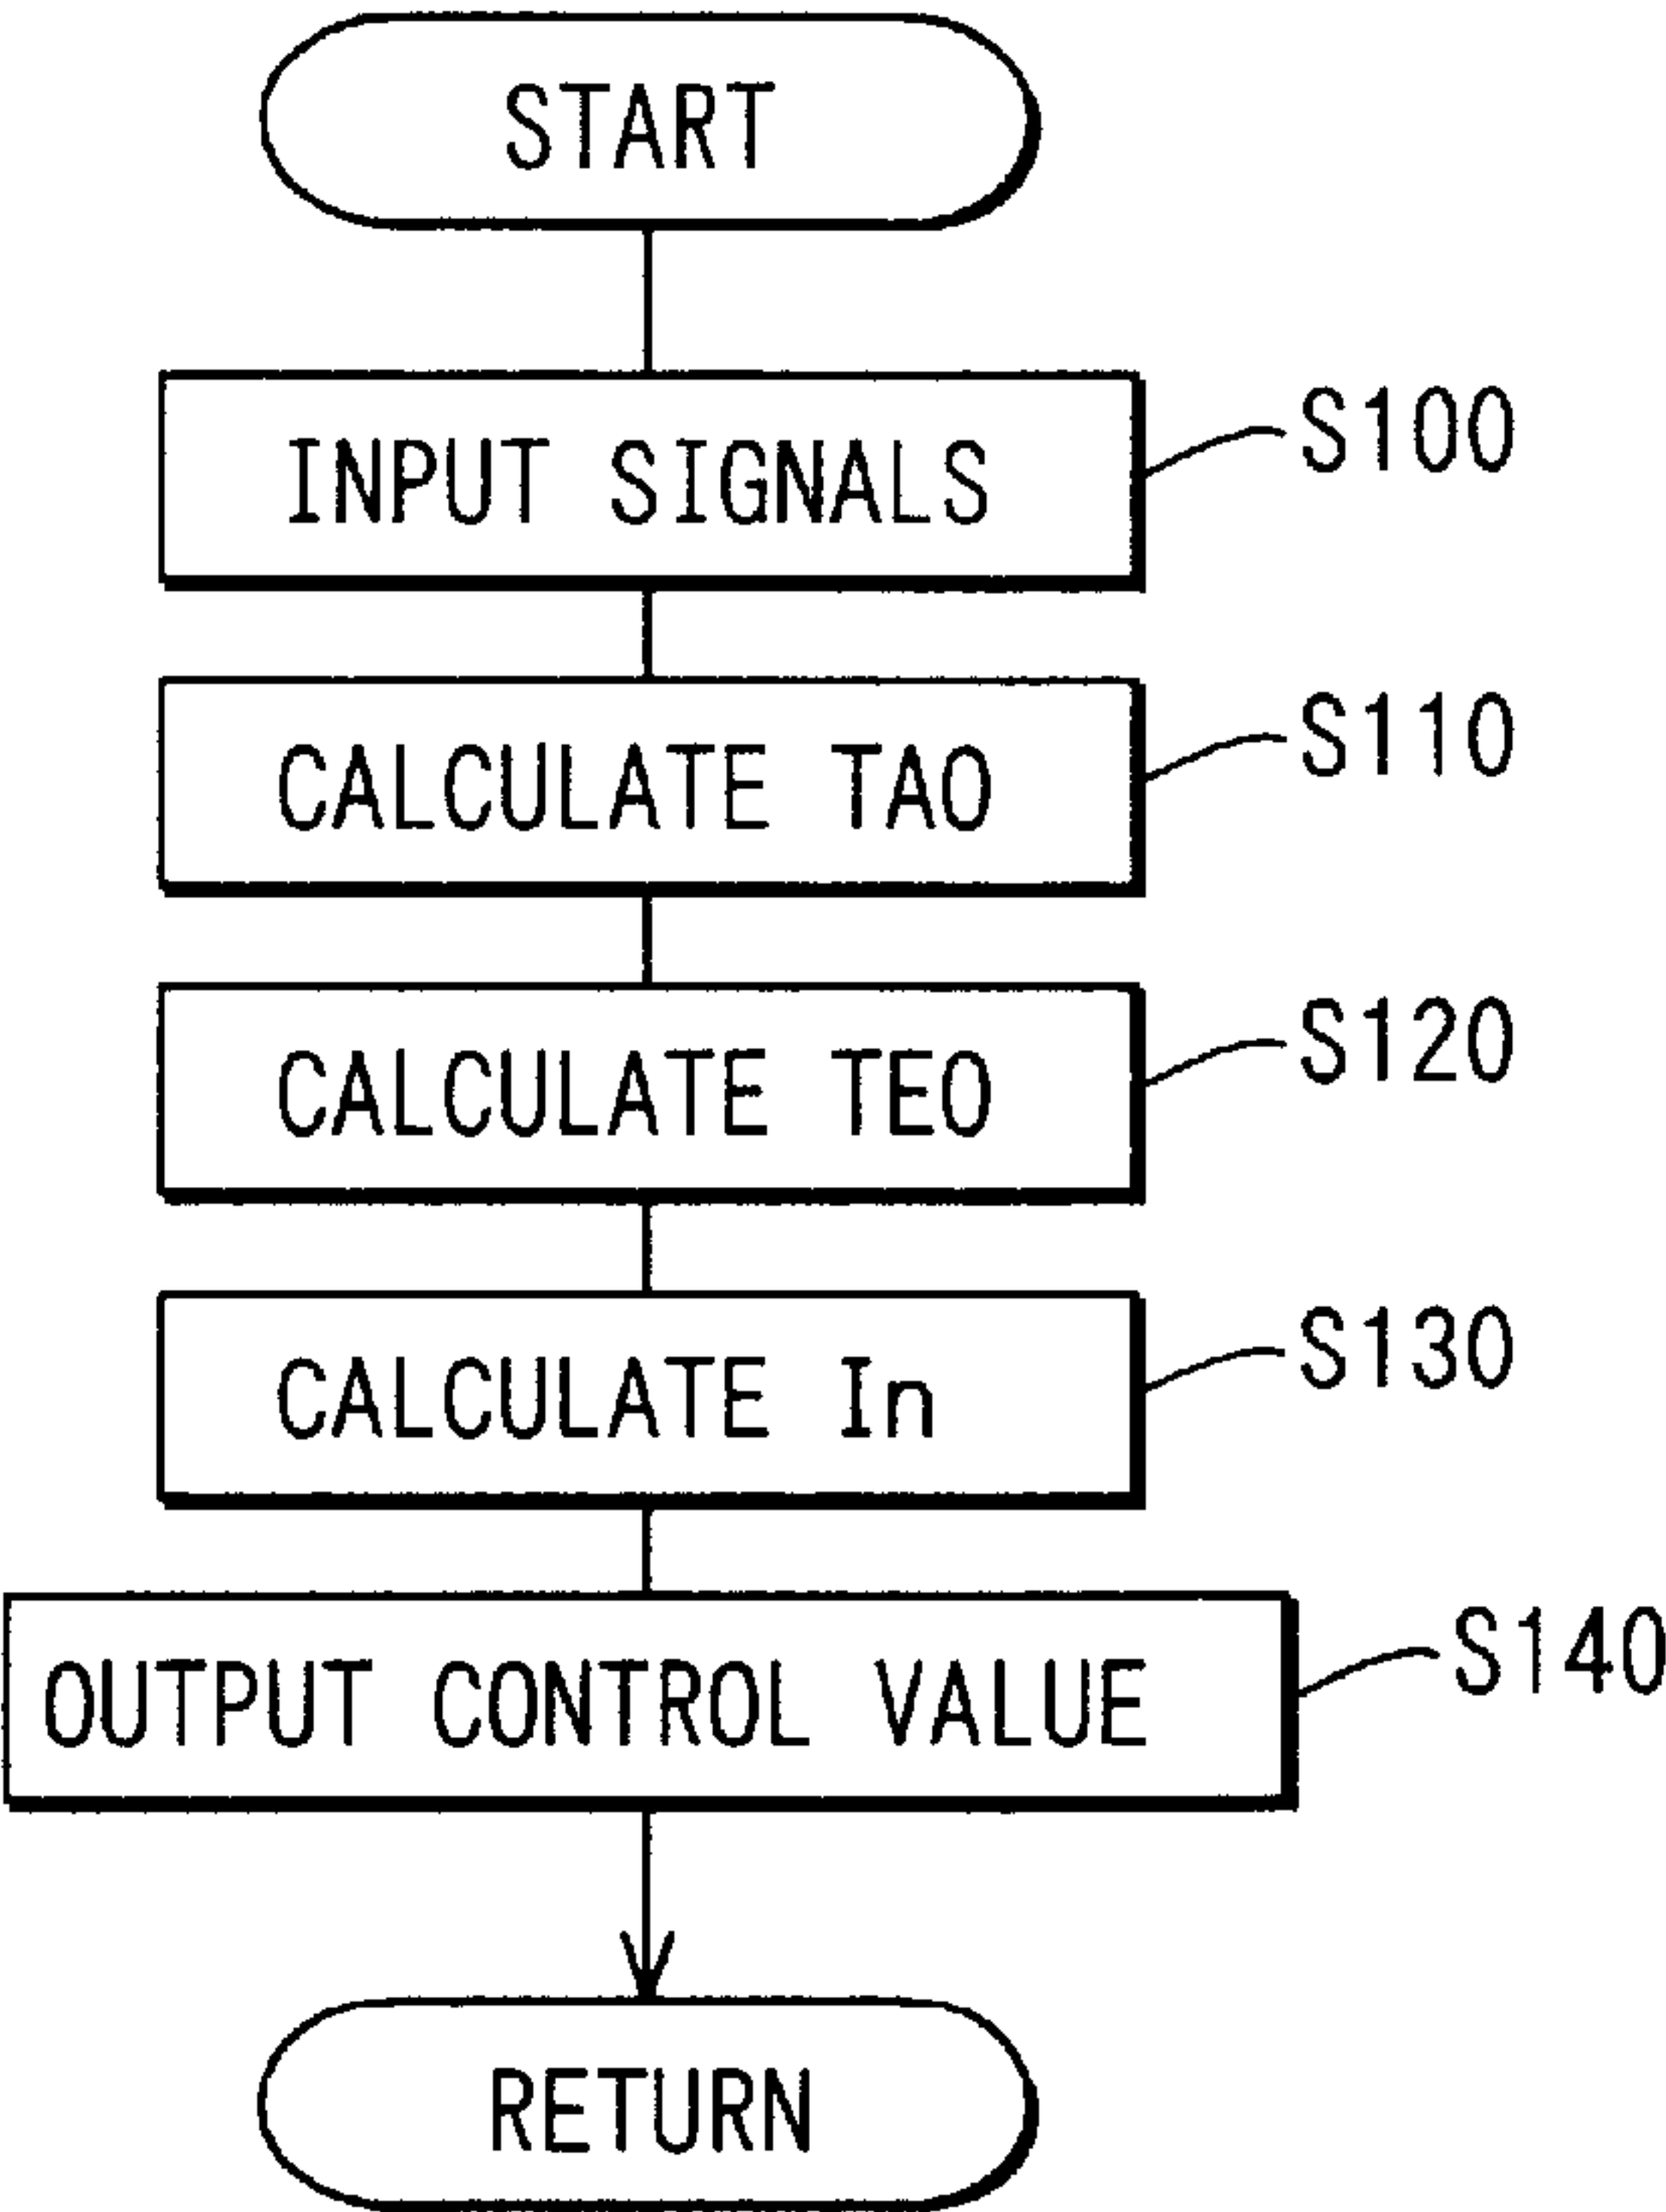 START
INPUT SIGNALS
S100
CALCULATE TAO
S110
CALCULATE TEO
S120
CALCULATE In
S130
OUTPUT CONTROL VALUE
S140
RETURN